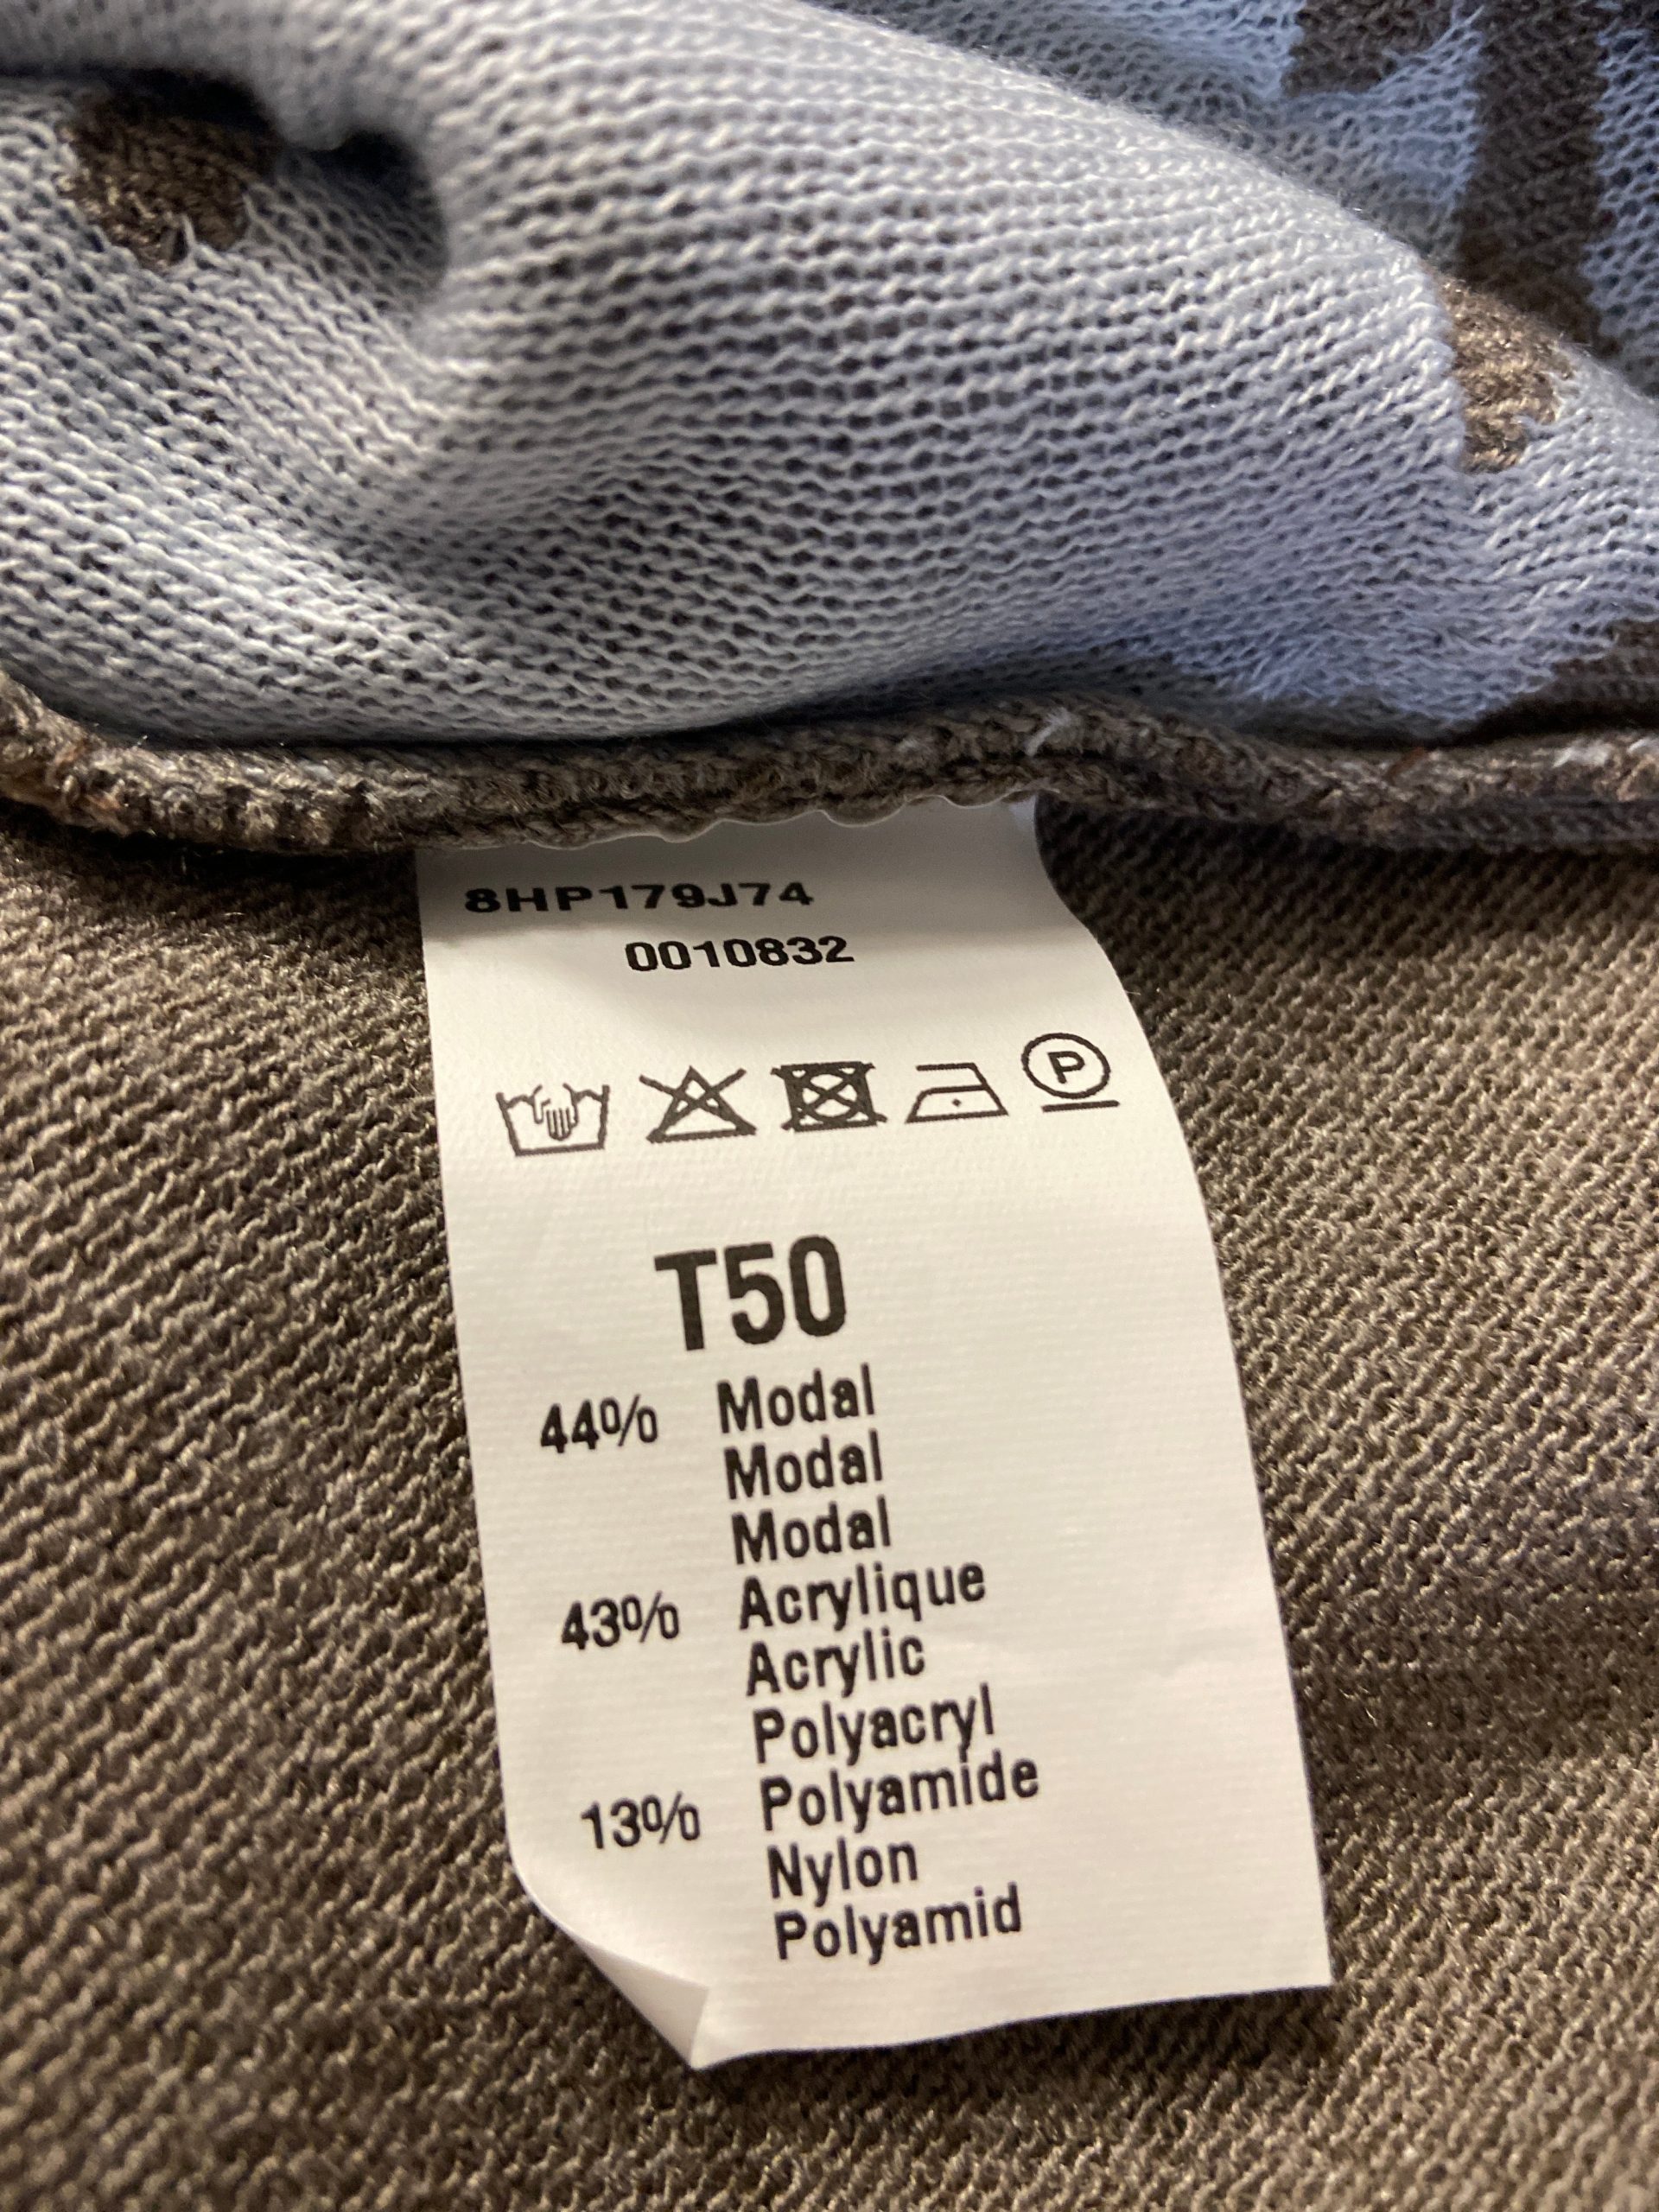 8HP179J74
0010832
P
T50
44% Modal
Modal
Modal
43% Acrylique
Acrylic
Polyacryl
13% Polyamide
Nylon
Polyamid